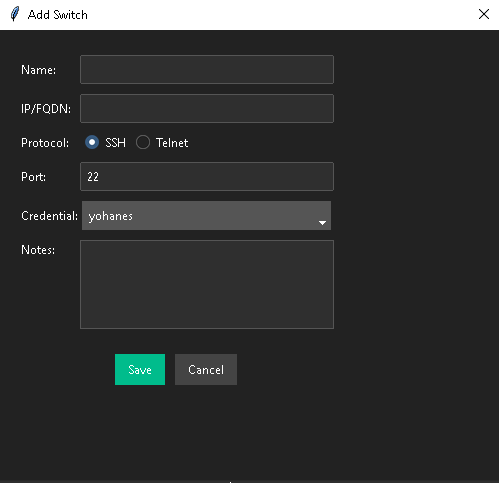 Add Switch
Name:
IP/FQDN:
Protocol: SSH Telnet
Port: 22
Credential: yohanes
Notes:
Save Cancel